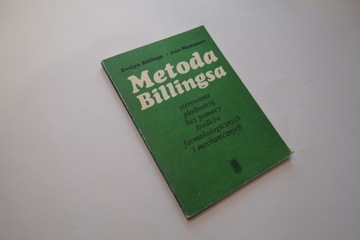 Evelyn Billings · Ann Westmore
Metoda
Billingsa
sterowanie
płodnością
bez pomocy
środków
farmakologicznych
i mechanicznych